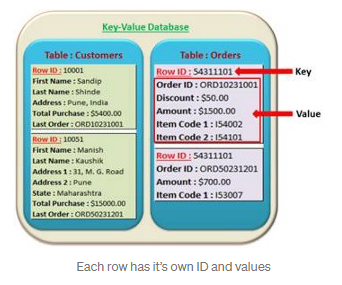 Key-Value Database
Table : Customers
Row ID : 10001
First Name : Sandip
Last Name : Shinde
Address : Pune, India
Total Purchase : $5400.00
Last Order : ORD10231001
Row ID : 10051
First Name : Manish
Last Name : Kaushik
Address 1 : 31, M. G. Road
Address 2 : Pune
State : Maharashtra
Total Purchase : $15000.00
Last Order : ORD50231201
Table : Orders
Row ID : 54311101
Order ID : ORD10231001
Discount : $50.00
Amount : $1500.00
Item Code 1 : I54002
Item Code 2 : I54101
Row ID : 54311101
Order ID : ORD50231201
Amount : $700.00
Item Code 1 : I53007
Key
Value
Each row has it's own ID and values